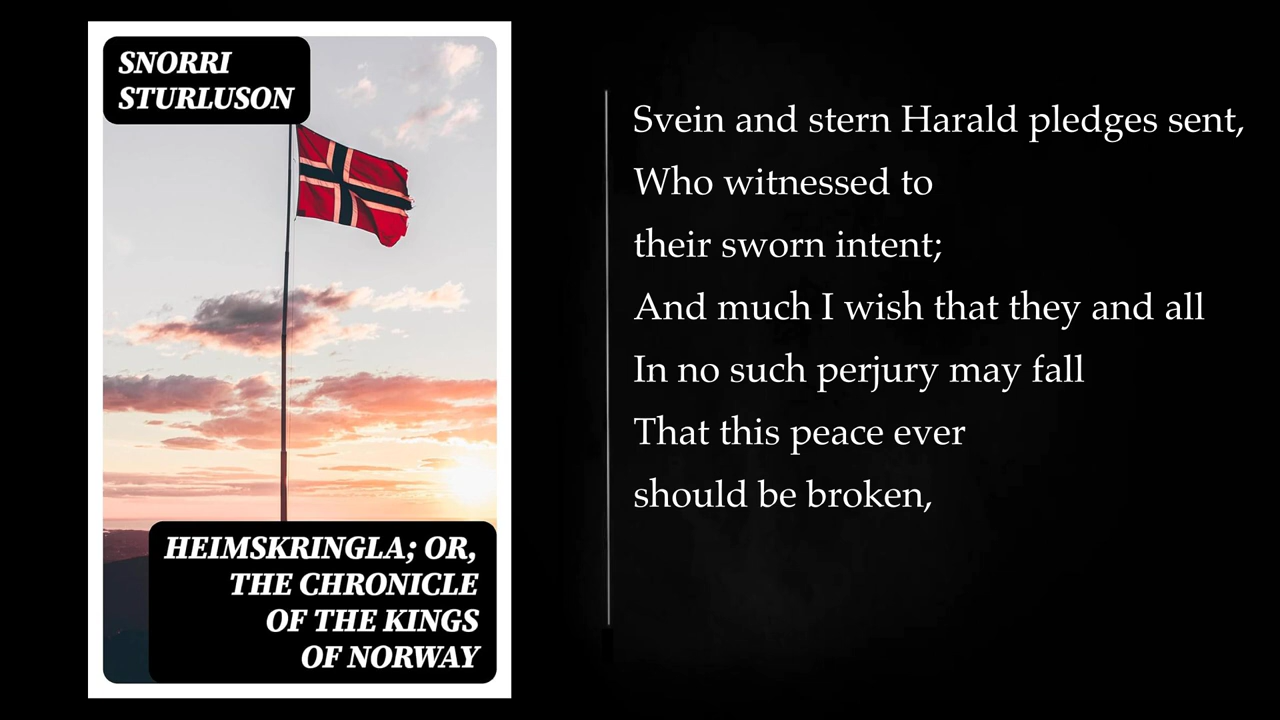 SNORRI
STURLUSON
HEIMSKRINGLA; OR,
THE CHRONICLE
OF THE KINGS
OF NORWAY
Svein and stern Harald pledges sent,
Who witnessed to
their sworn intent;
And much I wish that they and all
In no such perjury may fall
That this peace ever
should be broken,